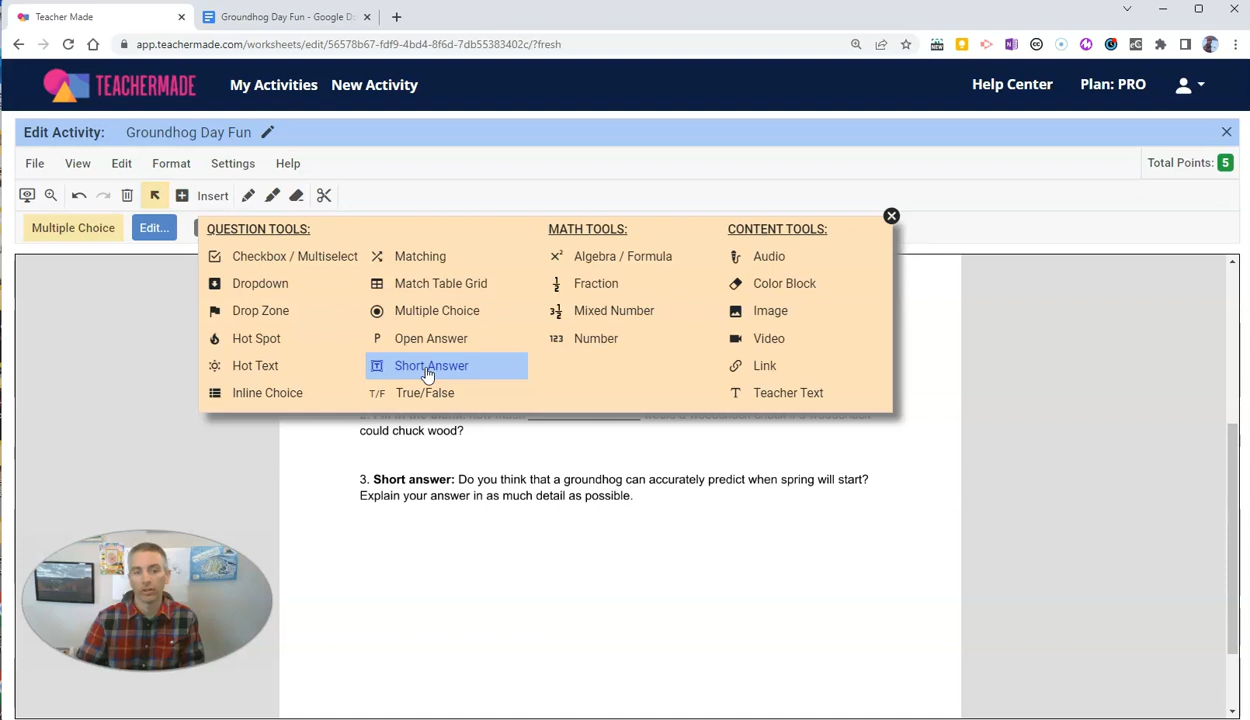 Teacher Made
Groundhog Day Fun - Google D
app.teachermade.com/worksheets/edit/56578b67-fdf9-4bd4-8f6d-7db55383402c/?fresh
TEACHERMADE My Activities New Activity Help Center Plan: PRO
Edit Activity: Groundhog Day Fun
File View Edit Format Settings Help Total Points: 5
Insert
Multiple Choice Edit...
QUESTION TOOLS: MATH TOOLS: CONTENT TOOLS:
Checkbox / Multiselect Matching Algebra / Formula Audio
Dropdown Match Table Grid Fraction Color Block
Drop Zone Multiple Choice Mixed Number Image
Hot Spot Open Answer Number Video
Hot Text Short Answer Link
Inline Choice T/F True/False Teacher Text
could chuck wood?
3. Short answer: Do you think that a groundhog can accurately predict when spring will start?
Explain your answer in as much detail as possible.